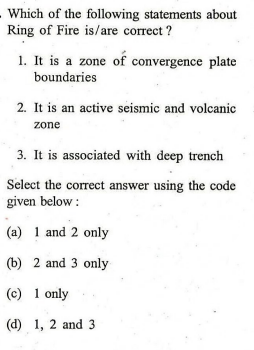 Which of the following statements about
Ring of Fire is/are correct ?
1. It is a zone of convergence plate
boundaries
2. It is an active seismic and volcanic
zone
3. It is associated with deep trench
Select the correct answer using the code
given below :
(a) 1 and 2 only
(b) 2 and 3 only
(c) 1 only
(d) 1, 2 and 3